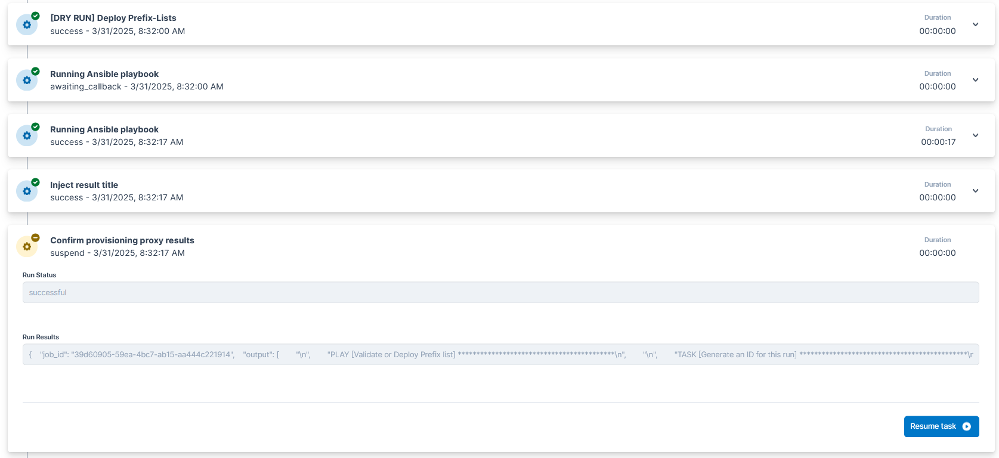 [DRY RUN] Deploy Prefix-Lists
success - 3/31/2025, 8:32:00 AM
Duration
00:00:00
Running Ansible playbook
awaiting_callback - 3/31/2025, 8:32:00 AM
Duration
00:00:00
Running Ansible playbook
success - 3/31/2025, 8:32:17 AM
Duration
00:00:17
Inject result title
success - 3/31/2025, 8:32:17 AM
Duration
00:00:00
Confirm provisioning proxy results
suspend - 3/31/2025, 8:32:17 AM
Duration
00:00:00
Run Status
successful
Run Results
{ "job_id": "39d60905-59ea-4bc7-ab15-aa444c221914", "output": [ "\n", "PLAY [Validate or Deploy Prefix list] ******************************************\n", "\n", "TASK [Generate an ID for this run] *********************************************\n
Resume task